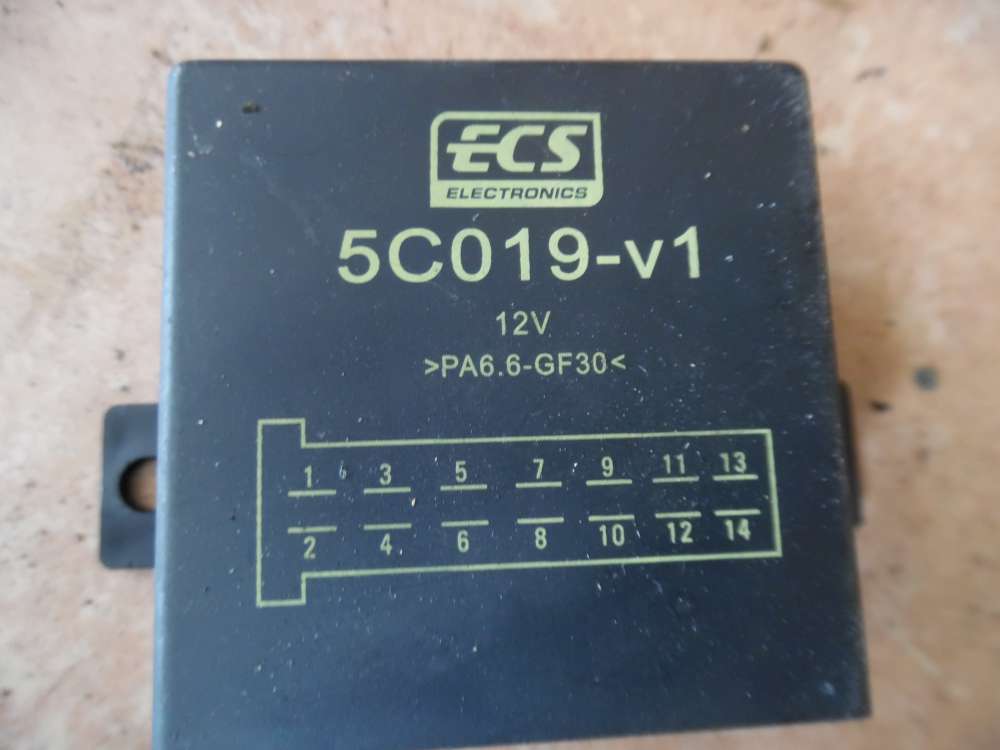 ECS
ELECTRONICS
5C019-v1
12V
>PA6.6-GF30<
1 3 5 7 9 11 13
2 4 6 8 10 12 14